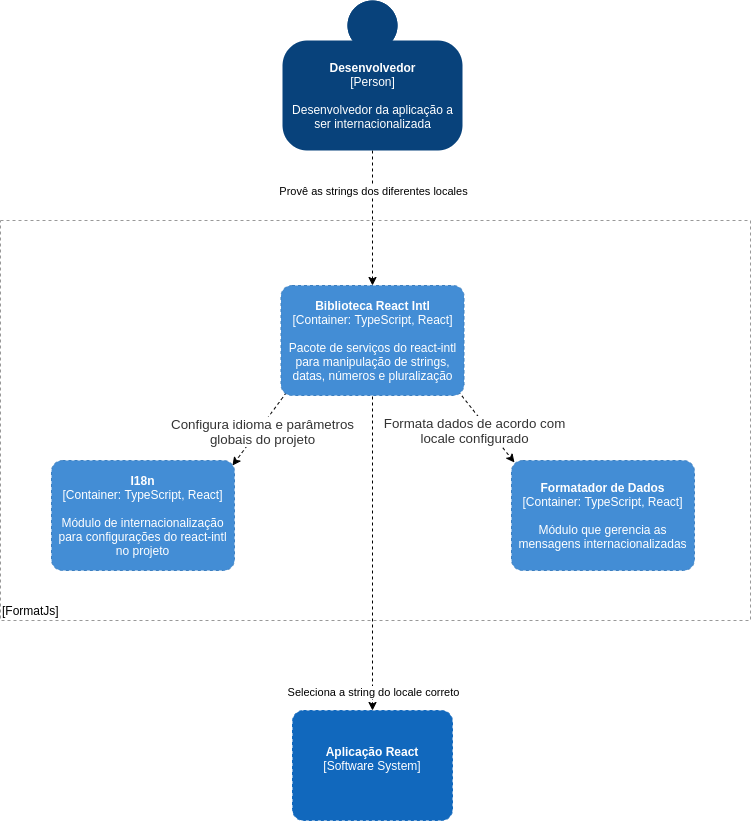 Desenvolvedor
[Person]
Desenvolvedor da aplicação a
ser internacionalizada
Provê as strings dos diferentes locales
Biblioteca React Intl
[Container: TypeScript, React]
Pacote de serviços do react-intl
para manipulação de strings,
datas, números e pluralização
Configura idioma e parâmetros
globais do projeto
Formata dados de acordo com
locale configurado
I18n
[Container: TypeScript, React]
Módulo de internacionalização
para configurações do react-intl
no projeto
Formatador de Dados
[Container: TypeScript, React]
Módulo que gerencia as
mensagens internacionalizadas
[FormatJs]
Seleciona a string do locale correto
Aplicação React
[Software System]